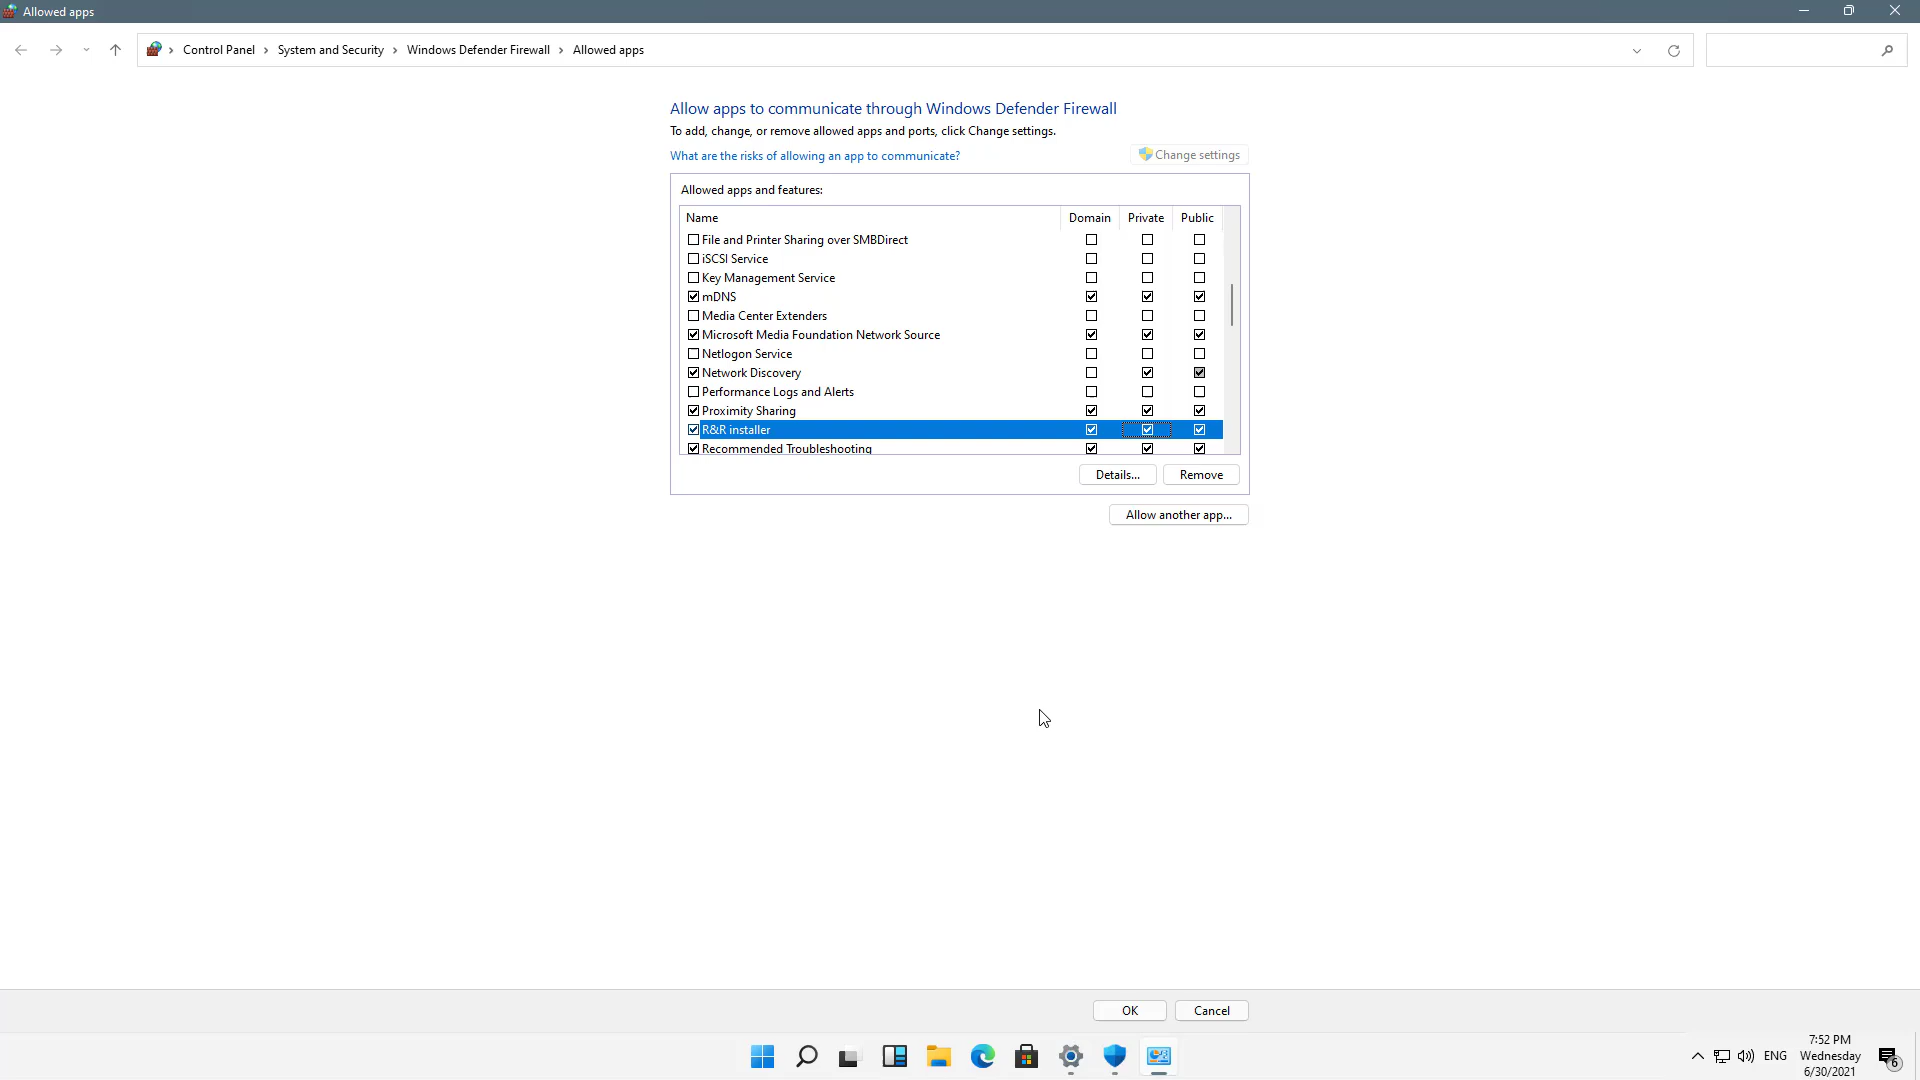 Allowed apps
Control Panel > System and Security > Windows Defender Firewall > Allowed apps
Allow apps to communicate through Windows Defender Firewall
To add, change, or remove allowed apps and ports, click Change settings.
What are the risks of allowing an app to communicate?
Change settings
Allowed apps and features:
Name Domain Private Public
File and Printer Sharing over SMBDirect
iSCSI Service
Key Management Service
mDNS
Media Center Extenders
Microsoft Media Foundation Network Source
Netlogon Service
Network Discovery
Performance Logs and Alerts
Proximity Sharing
R&R installer
Recommended Troubleshooting
Details... Remove
Allow another app...
OK Cancel
7:52 PM
ENG Wednesday 6
6/30/2021